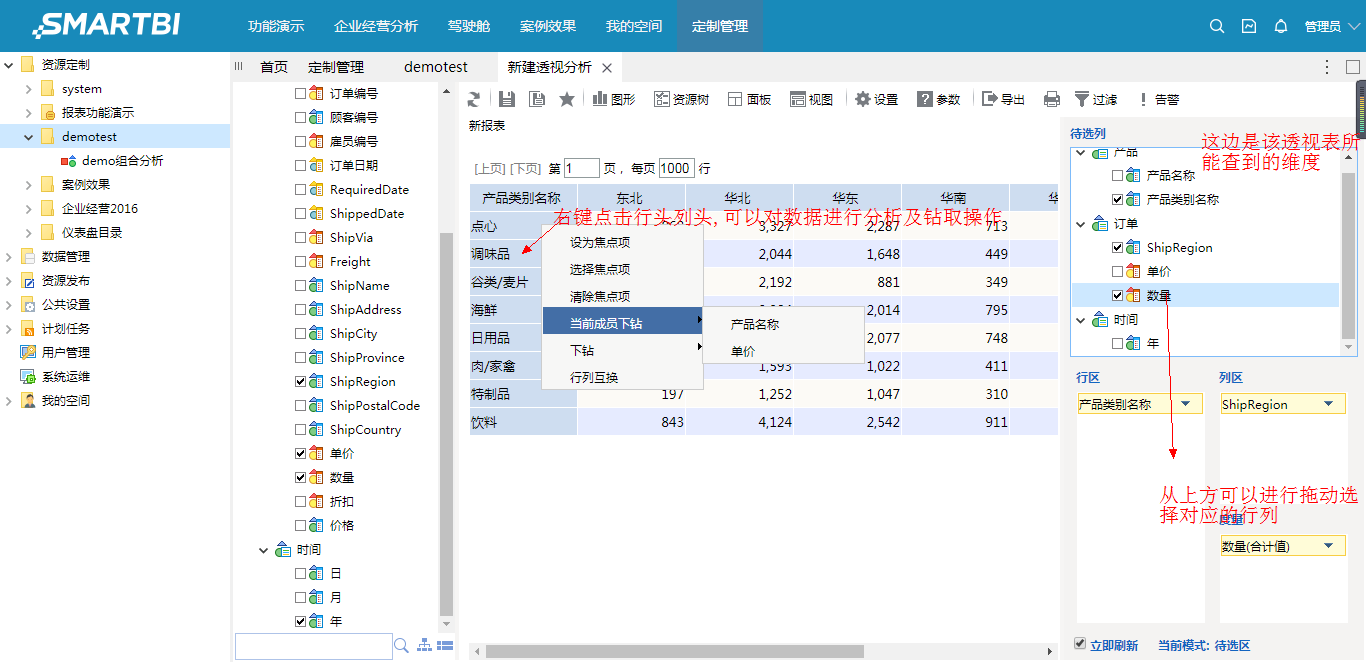 SMARTBI
功能演示 企业经营分析 驾驶舱 案例效果 我的空间 定制管理 管理员
资源定制
system
报表功能演示
demotest
demo组合分析
案例效果
企业经营2016
仪表盘目录
数据管理
资源发布
公共设置
计划任务
用户管理
系统运维
我的空间
首页 定制管理 demotest 新建透视分析
订单编号
顾客编号
雇员编号
订单日期
RequiredDate
ShippedDate
ShipVia
Freight
ShipName
ShipAddress
ShipCity
ShipProvince
ShipRegion
ShipPostalCode
ShipCountry
单价
数量
折扣
价格
时间
日
月
年
图形 资源树 面板 视图 设置 参数 导出 过滤 告警
新报表
[上页] [下页] 第 1 页， 每页 1000 行
产品类别名称 东北 华北 华东 华南
点心 3,327 2,287 713
调味品 2,044 1,648 449
谷类/麦片 2,192 881 349
海鲜 2,014 795
日用品 2,077 748
肉/家禽 1,593 1,022 411
特制品 197 1,252 1,047 310
饮料 843 4,124 2,542 911
右键点击行头列头,可以对数据进行分析及钻取操作
设为焦点项
选择焦点项
清除焦点项
当前成员下钻
下钻
行列互换
产品名称
单价
待选列
这边是该透视表所
能查到的维度
产品
产品名称
产品类别名称
订单
ShipRegion
单价
数量
时间
年
行区 列区
产品类别名称 ShipRegion
从上方可以进行拖动选
择对应的行列
度量
数量(合计值)
立即刷新 当前模式: 待选区